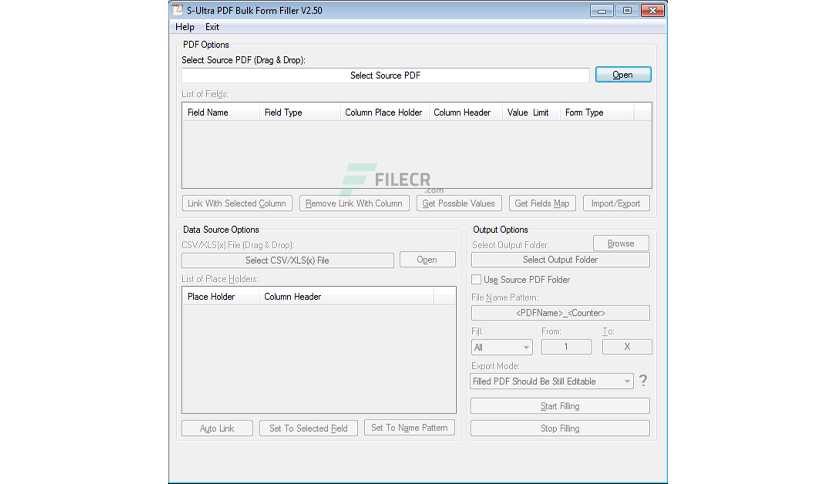 S-Ultra PDF Bulk Form Filler V2.50
Help Exit
PDF Options
Select Source PDF (Drag & Drop):
Select Source PDF Open
List of Fields:
Field Name Field Type Column Place Holder Column Header Value Limit Form Type
FILECR
.com
Link With Selected Column Remove Link With Column Get Possible Values Get Fields Map Import/Export
Data Source Options
CSV/XLS(x) File (Drag & Drop)
Select CSV/XLS(x) File Open
List of Place Holders:
Place Holder Column Header
Auto Link Set To Selected Field Set To Name Pattern
Output Options
Select Output Folder: Browse
Select Output Folder
Use Source PDF Folder
File Name Pattern:
<PDFName>_<Counter>
Fill: From: To:
All 1 X
Export Mode:
Filled PDF Should Be Still Editable ?
Start Filling
Stop Filling